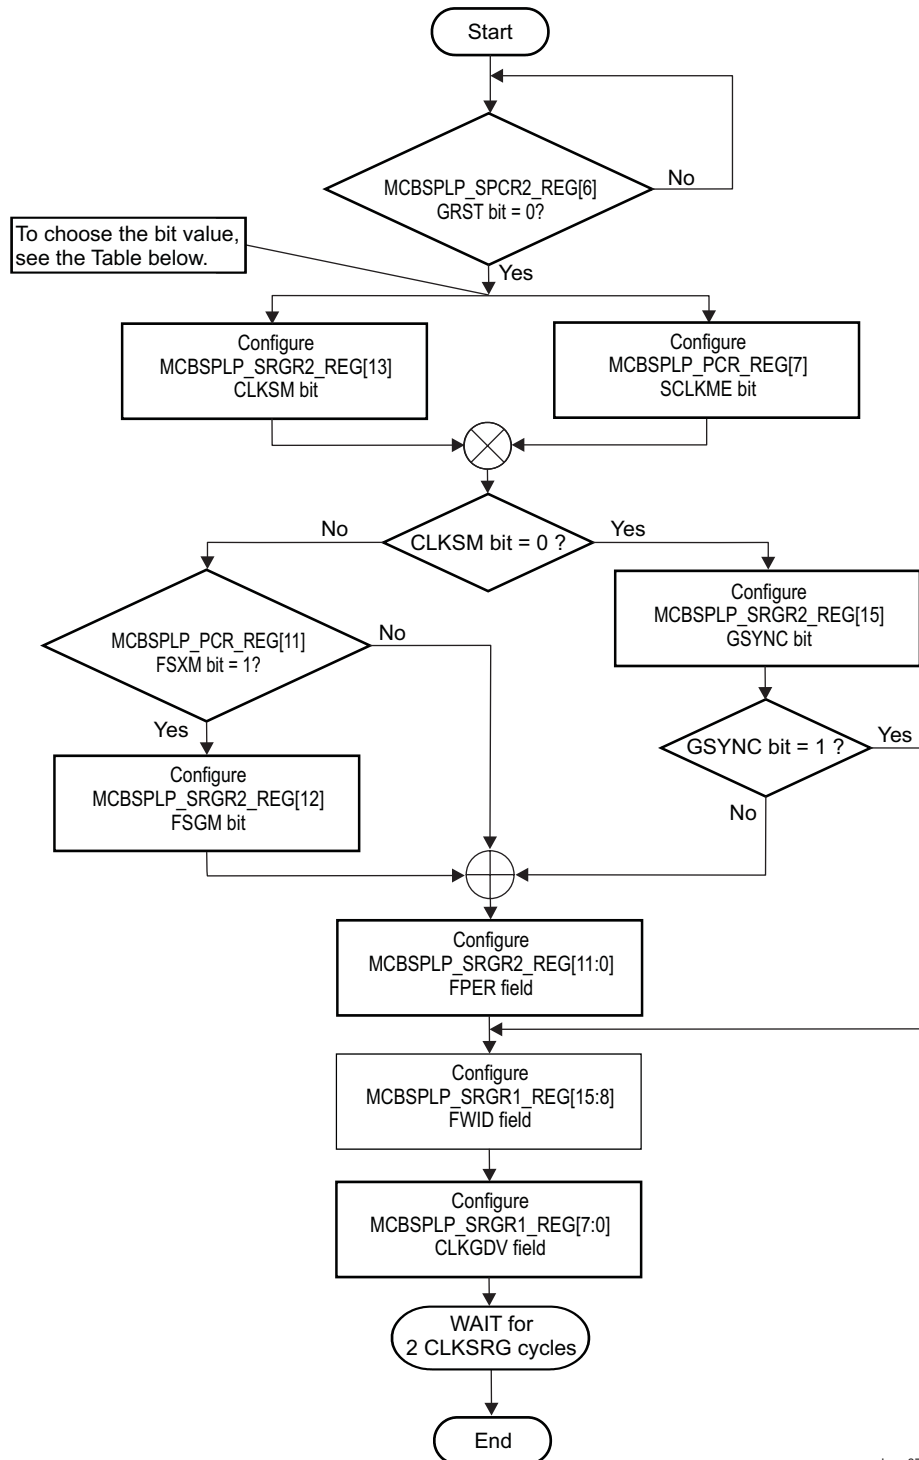 Start
MCBSPLP_SPCR2_REG[6]
GRST bit = 0?
No
To choose the bit value,
see the Table below.
Yes
Configure
MCBSPLP_SRGR2_REG[13]
CLKSM bit
Configure
MCBSPLP_PCR_REG[7]
SCLKME bit
No
CLKSM bit = 0 ?
Yes
MCBSPLP_PCR_REG[11]
FSXM bit = 1?
No
Configure
MCBSPLP_SRGR2_REG[15]
GSYNC bit
Yes
GSYNC bit = 1 ?
Yes
Configure
MCBSPLP_SRGR2_REG[12]
FSGM bit
No
Configure
MCBSPLP_SRGR2_REG[11:0]
FPER field
Configure
MCBSPLP_SRGR1_REG[15:8]
FWID field
Configure
MCBSPLP_SRGR1_REG[7:0]
CLKGDV field
WAIT for
2 CLKSRG cycles
End